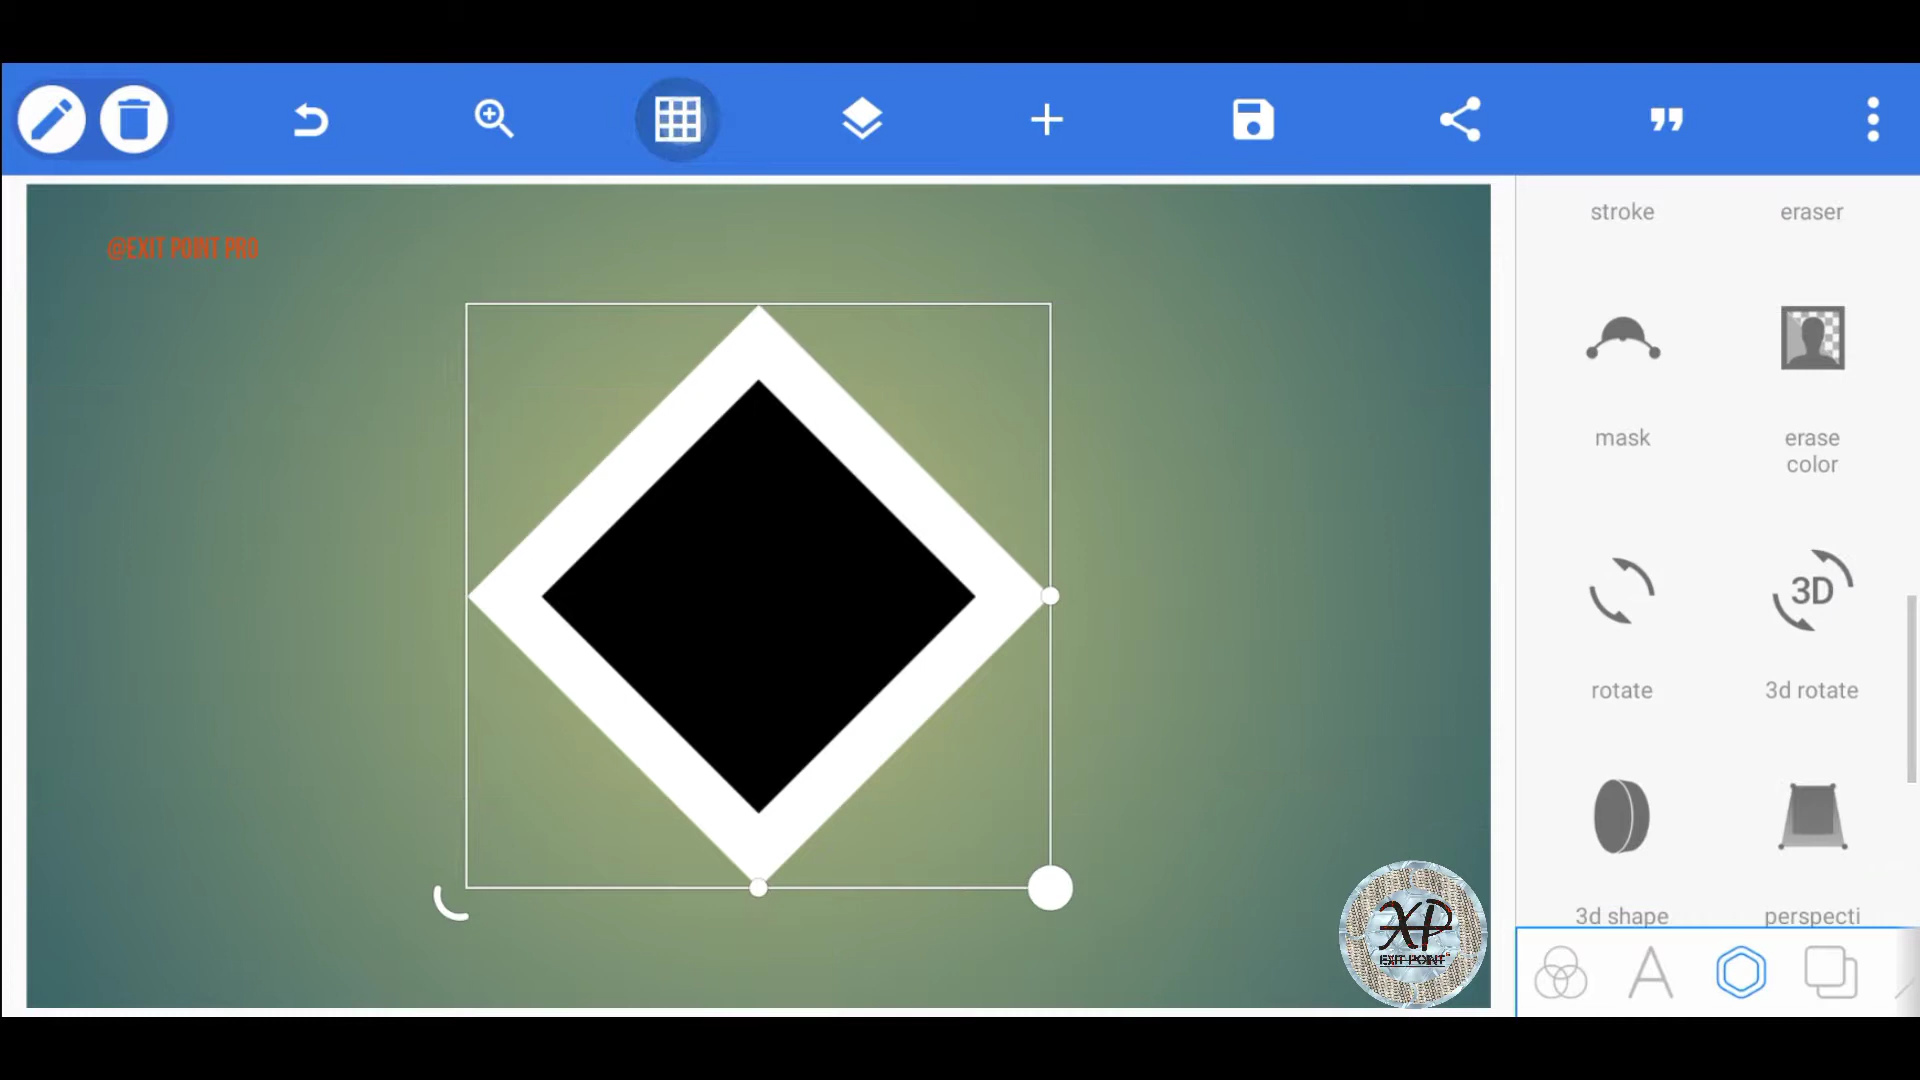 stroke
eraser
@EXIT POINT PRO
mask
erase
color
3D
rotate
3d rotate
3d shape
perspecti
XP
EXIT POINT
A